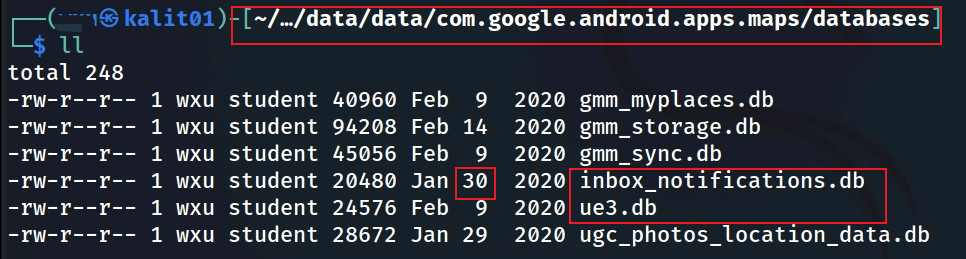 ㉿kalit01)-[~/…/data/data/com.google.android.apps.maps/databases]
$ ll
total 248
-rw-r--r-- 1 wxu student 40960 Feb  9  2020 gmm_myplaces.db
-rw-r--r-- 1 wxu student 94208 Feb 14  2020 gmm_storage.db
-rw-r--r-- 1 wxu student 45056 Feb  9  2020 gmm_sync.db
-rw-r--r-- 1 wxu student 20480 Jan 30  2020 inbox_notifications.db
-rw-r--r-- 1 wxu student 24576 Feb  9  2020 ue3.db
-rw-r--r-- 1 wxu student 28672 Jan 29  2020 ugc_photos_location_data.db